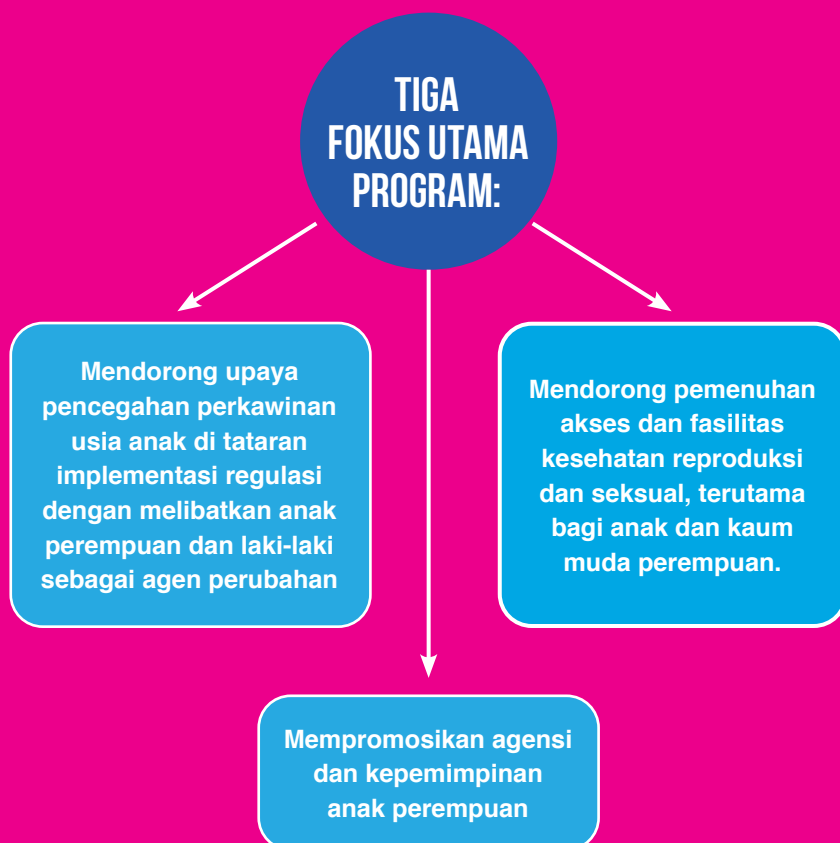 TIGA
FOKUS UTAMA
PROGRAM:
Mendorong upaya
pencegahan perkawinan
usia anak di tataran
implementasi regulasi
dengan melibatkan anak
perempuan dan laki-laki
sebagai agen perubahan
Mendorong pemenuhan
akses dan fasilitas
kesehatan reproduksi
dan seksual, terutama
bagi anak dan kaum
muda perempuan.
Mempromosikan agensi
dan kepemimpinan
anak perempuan